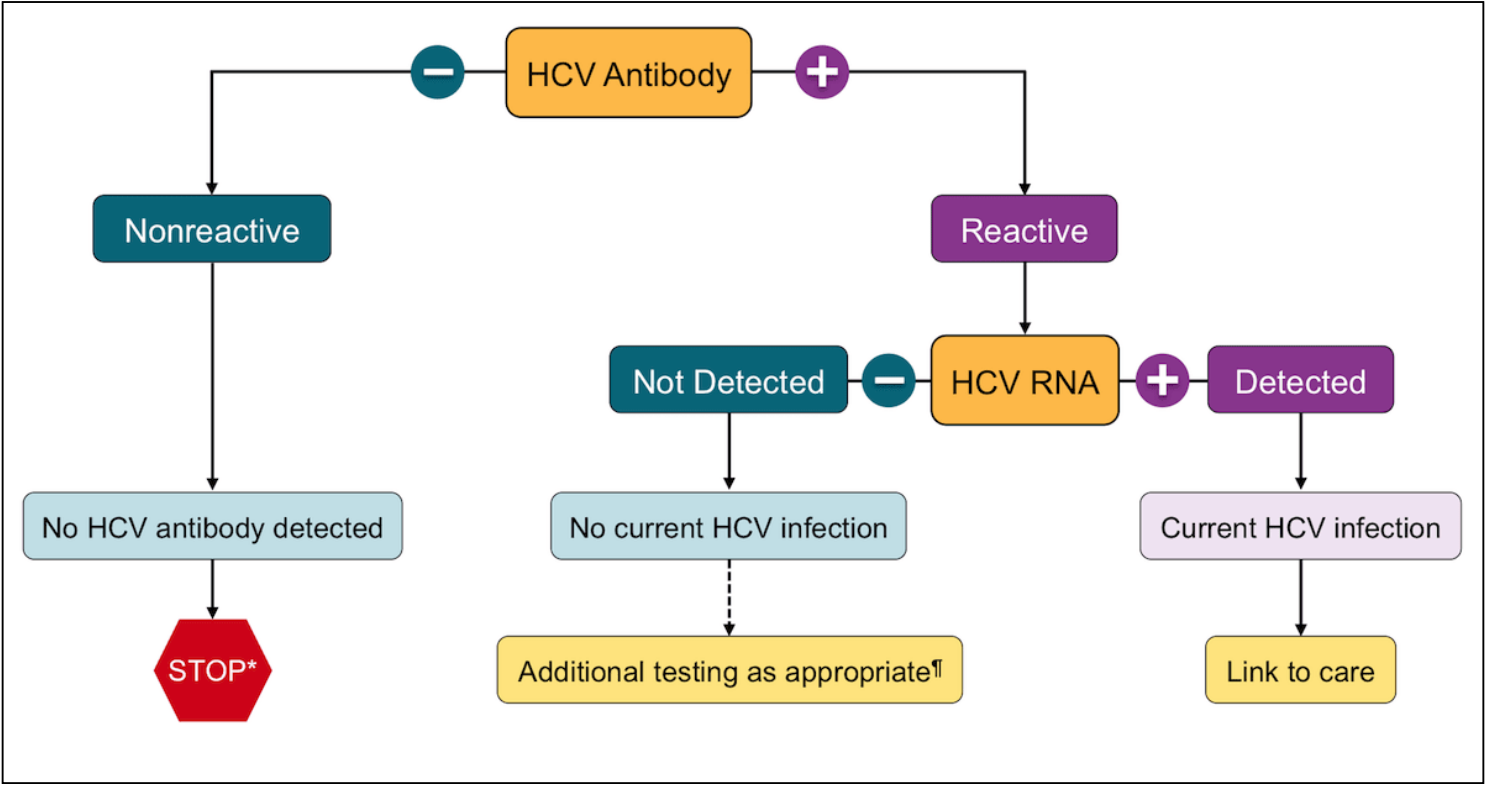 HCV Antibody
Nonreactive
Reactive
Not Detected
HCV RNA
Detected
No HCV antibody detected
No current HCV infection
Current HCV infection
STOP*
Additional testing as appropriate¶
Link to care